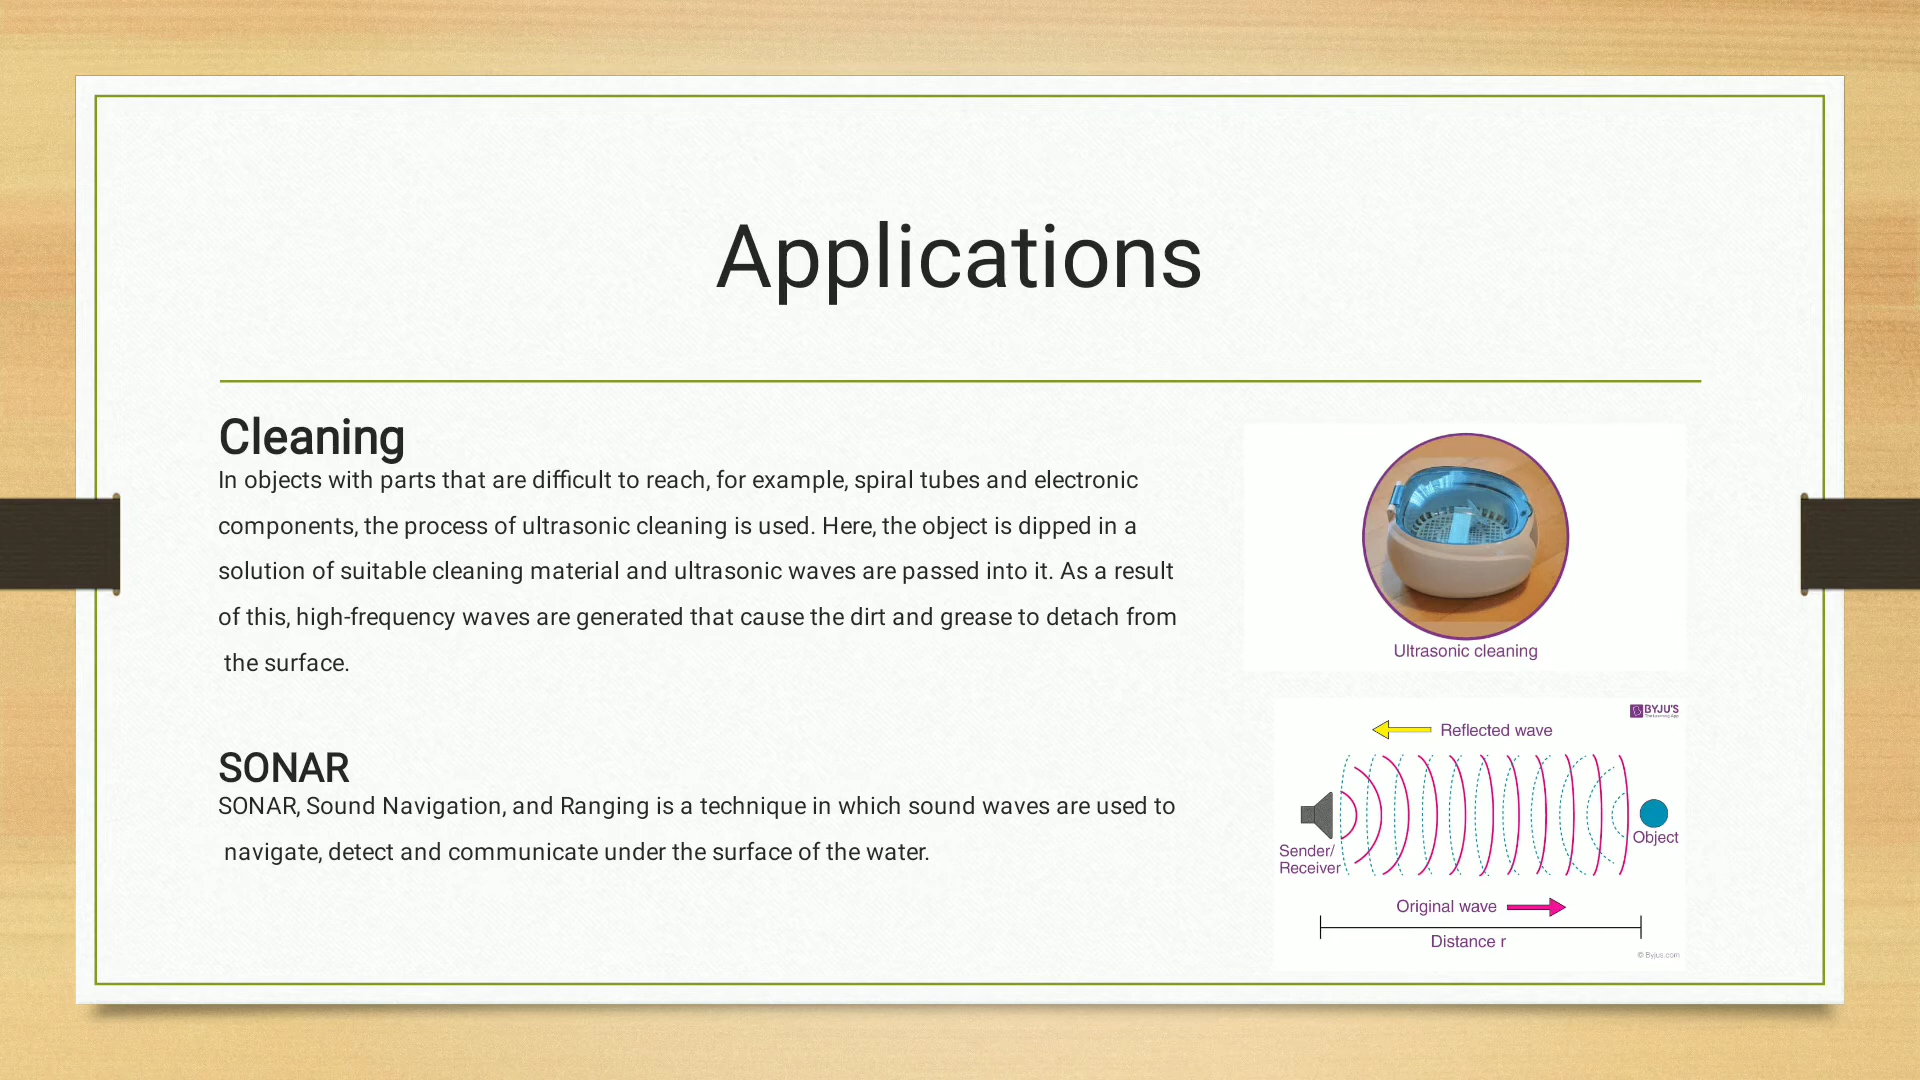 Applications
Cleaning
In objects with parts that are difficult to reach, for example, spiral tubes and electronic
components, the process of ultrasonic cleaning is used. Here, the object is dipped in a
solution of suitable cleaning material and ultrasonic waves are passed into it. As a result
of this, high-frequency waves are generated that cause the dirt and grease to detach from
the surface.
SONAR
SONAR, Sound Navigation, and Ranging is a technique in which sound waves are used to
navigate, detect and communicate under the surface of the water.
Ultrasonic cleaning
BYJU'S
The Learning App
Reflected wave
Sender/
Receiver
Object
Original wave
Distance r
© Byjus.com